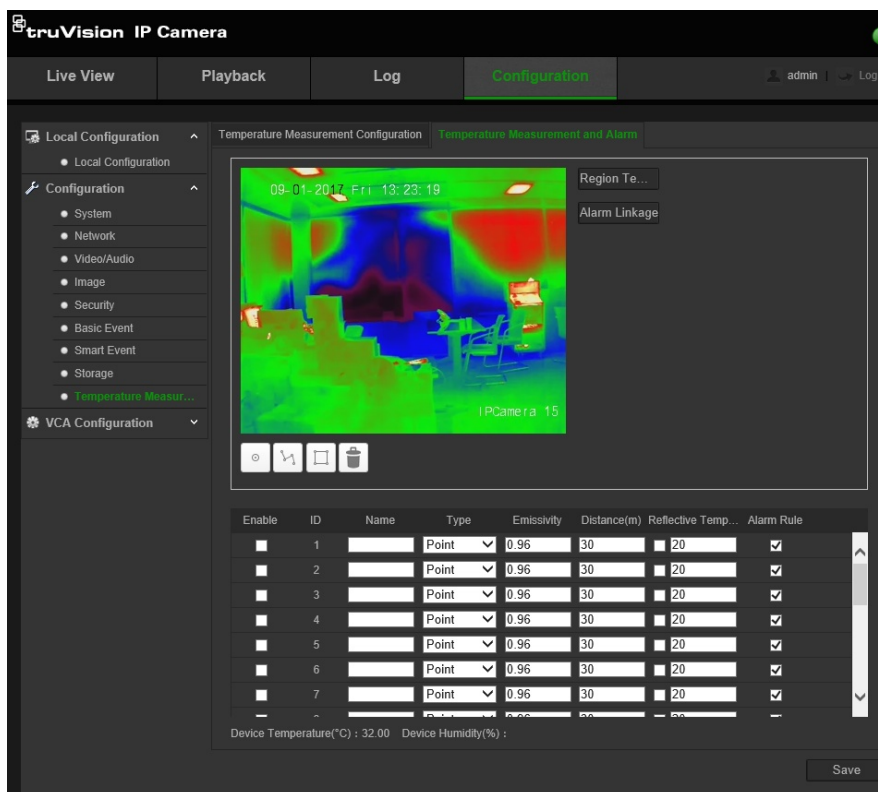 truVision IP Camera
Live View Playback Log Configuration admin | Log
Local Configuration
Local Configuration
Configuration
System
Network
Video/Audio
Image
Security
Basic Event
Smart Event
Storage
Temperature Measur...
VCA Configuration
Temperature Measurement Configuration Temperature Measurement and Alarm
09-01-2017 Fri 13:23:19
IPCamera 15
Region Te...
Alarm Linkage
Enable ID Name Type Emissivity Distance(m) Reflective Temp... Alarm Rule
1 Point 0.96 30 20
2 Point 0.96 30 20
3 Point 0.96 30 20
4 Point 0.96 30 20
5 Point 0.96 30 20
6 Point 0.96 30 20
7 Point 0.96 30 20
Device Temperature(°C) : 32.00 Device Humidity(%) :
Save